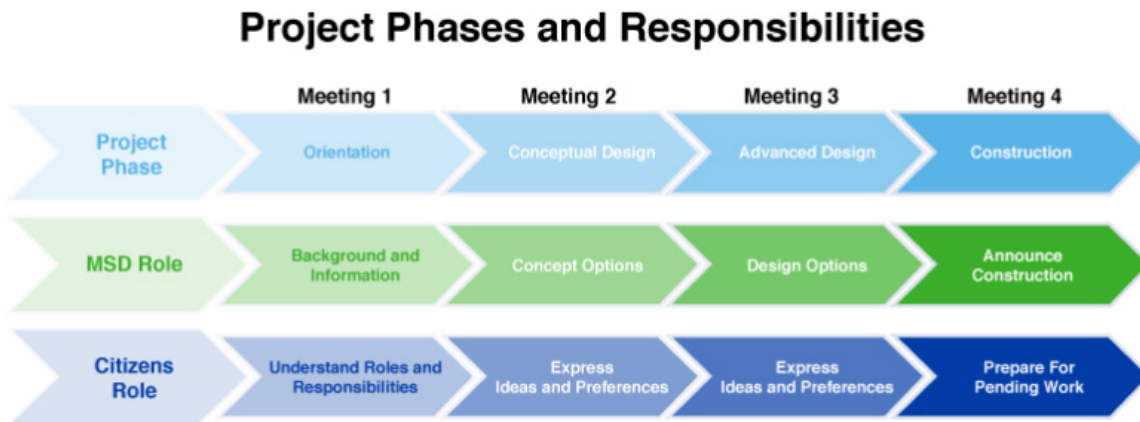 Project Phases and Responsibilities
Meeting 1
Meeting 2
Meeting 3
Meeting 4
Project
Phase
Orientation
Conceptual Design
Advanced Design
Construction
MSD Role
Background and
Information
Concept Options
Design Options
Announce
Construction
Citizens
Role
Understand Roles and
Responsibilities
Express
Ideas and Preferences
Express
Ideas and Preferences
Prepare For
Pending Work